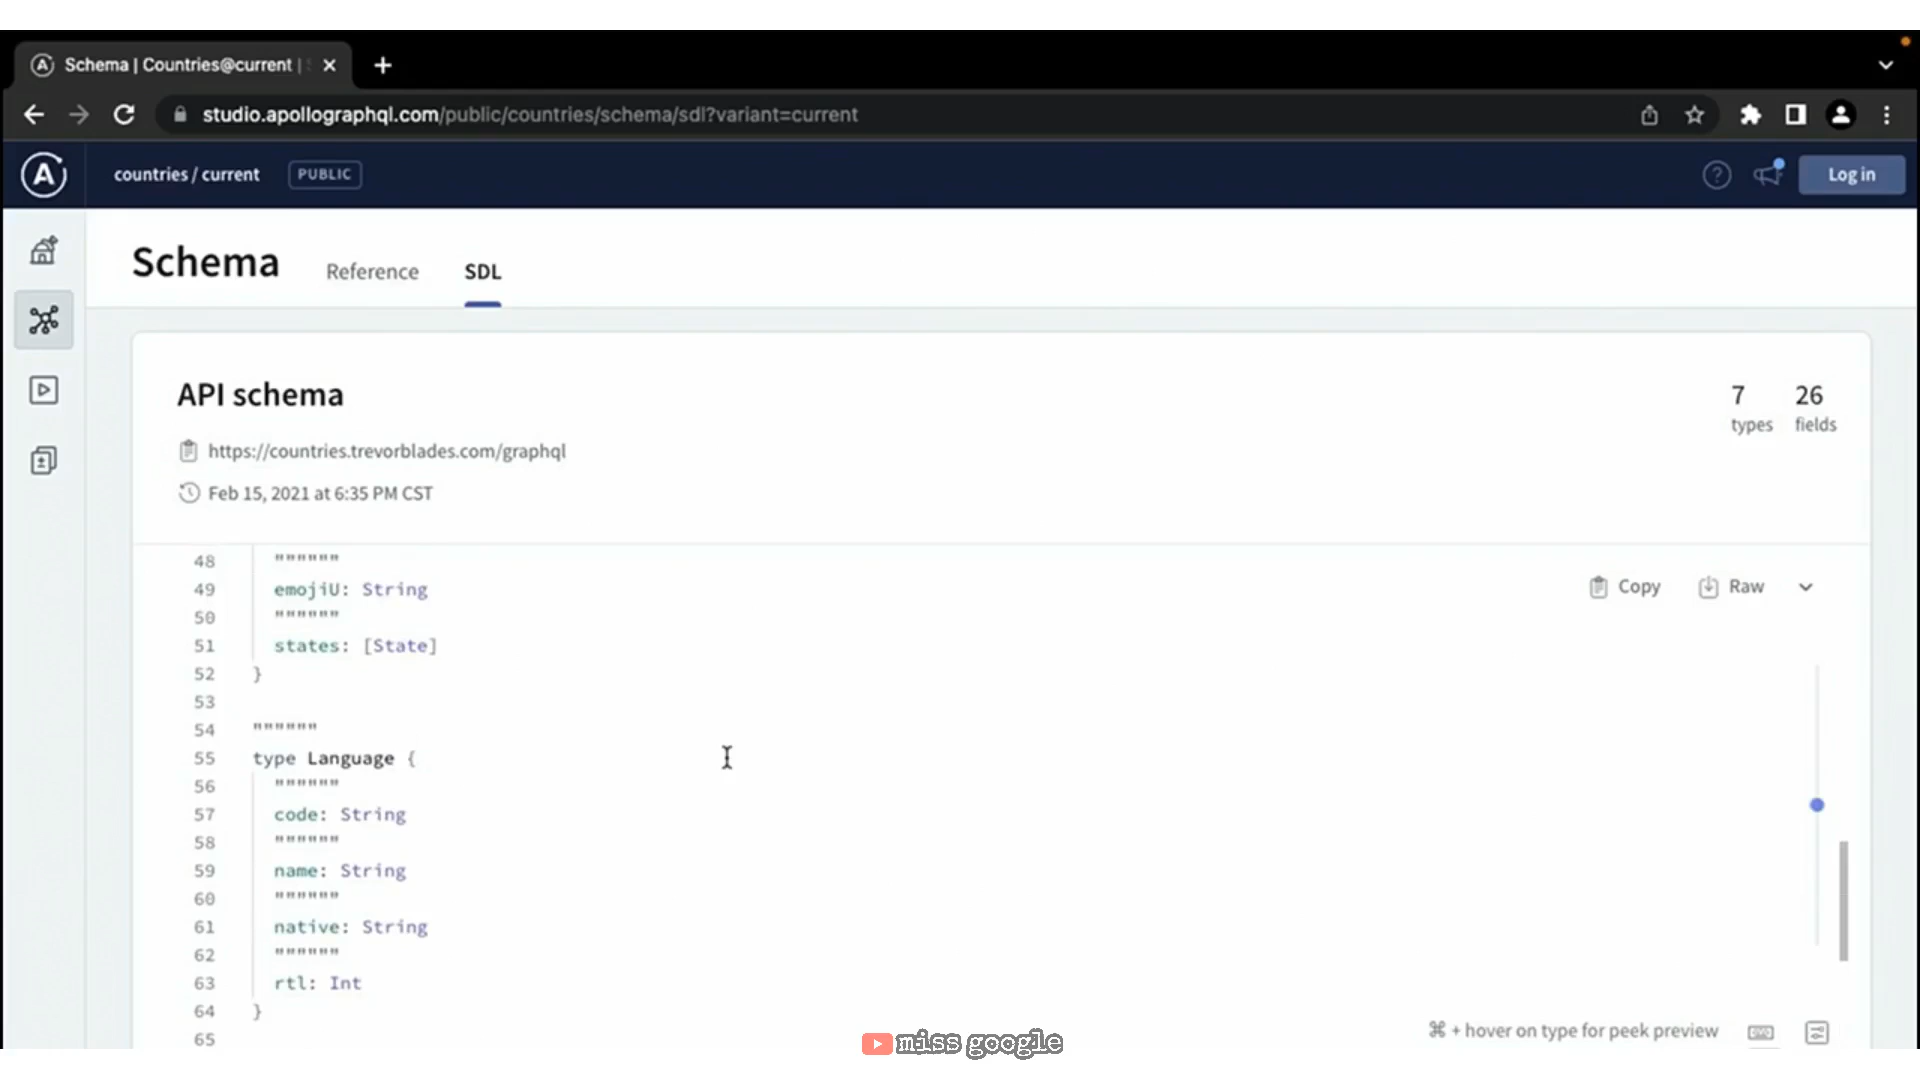 Schema | Countries@current |
studio.apollographql.com/public/countries/schema/sdl?variant=current
countries / current PUBLIC
Log in
Schema Reference SDL
API schema
7 types 26 fields
https://countries.trevorblades.com/graphql
Feb 15, 2021 at 6:35 PM CST
Copy Raw
48 """"""
49 emojiU: String
50 """"""
51 states: [State]
52 }
53
54 """"""
55 type Language {
56 """"""
57 code: String
58 """"""
59 name: String
60 """"""
61 native: String
62 """"""
63 rtl: Int
64 }
65
⌘ + hover on type for peek preview
miss google